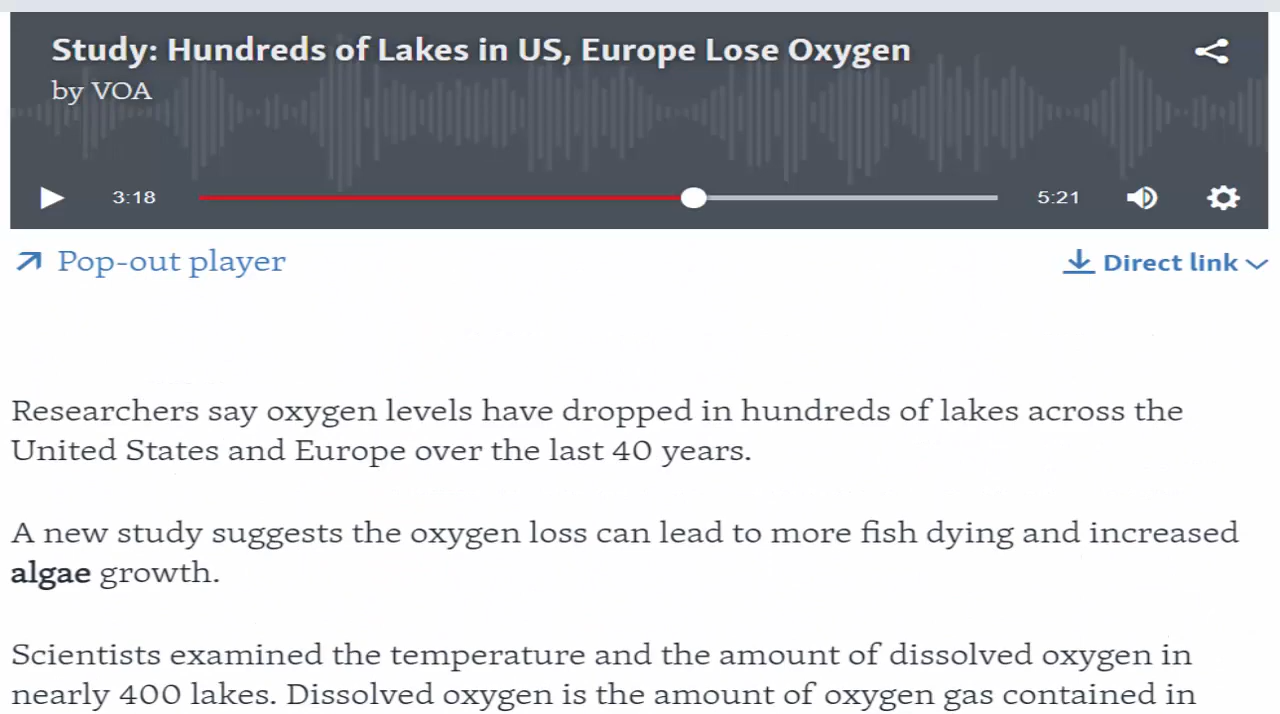 Study: Hundreds of Lakes in US, Europe Lose Oxygen
by VOA
3:18
5:21
Pop-out player
Direct link
Researchers say oxygen levels have dropped in hundreds of lakes across the
United States and Europe over the last 40 years.
A new study suggests the oxygen loss can lead to more fish dying and increased
algae growth.
Scientists examined the temperature and the amount of dissolved oxygen in
nearly 400 lakes. Dissolved oxygen is the amount of oxygen gas contained in